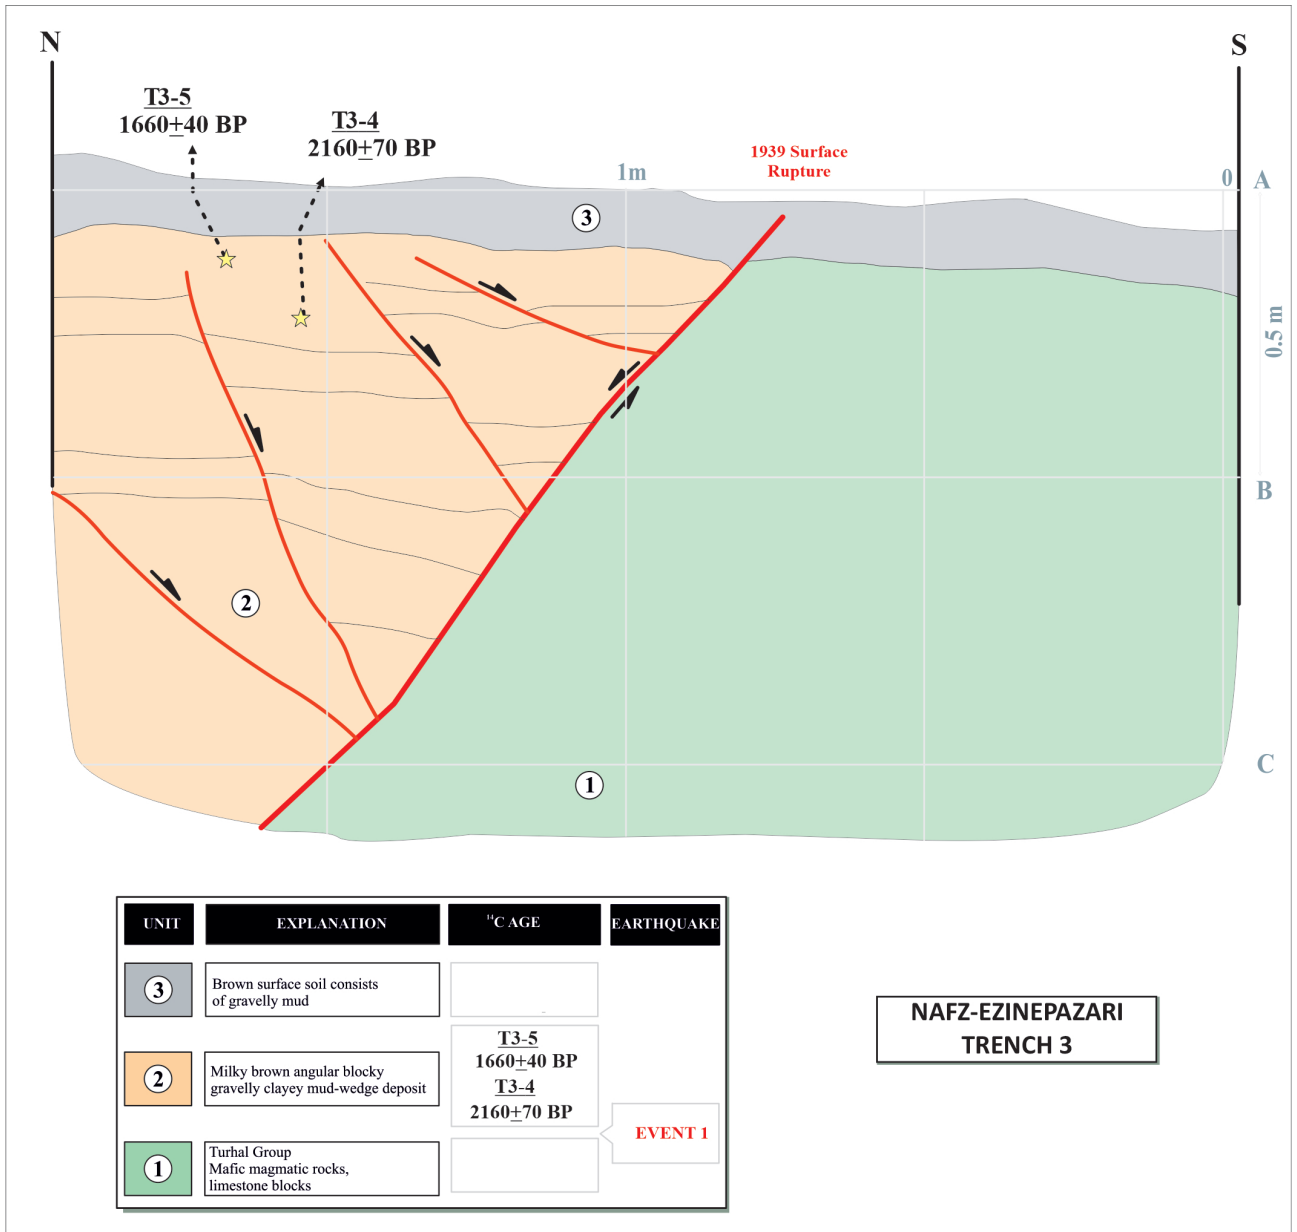 N
S
T3-5
1660±40 BP
T3-4
2160±70 BP
1939 Surface
Rupture
1m
0
A
3
0.5 m
B
2
C
1
UNIT
EXPLANATION
¹⁴C AGE
EARTHQUAKE
3
Brown surface soil consists
of gravelly mud
2
Milky brown angular blocky
gravelly clayey mud-wedge deposit
T3-5
1660±40 BP
T3-4
2160±70 BP
EVENT 1
1
Turhal Group
Mafic magmatic rocks,
limestone blocks
NAFZ-EZINEPAZARI
TRENCH 3